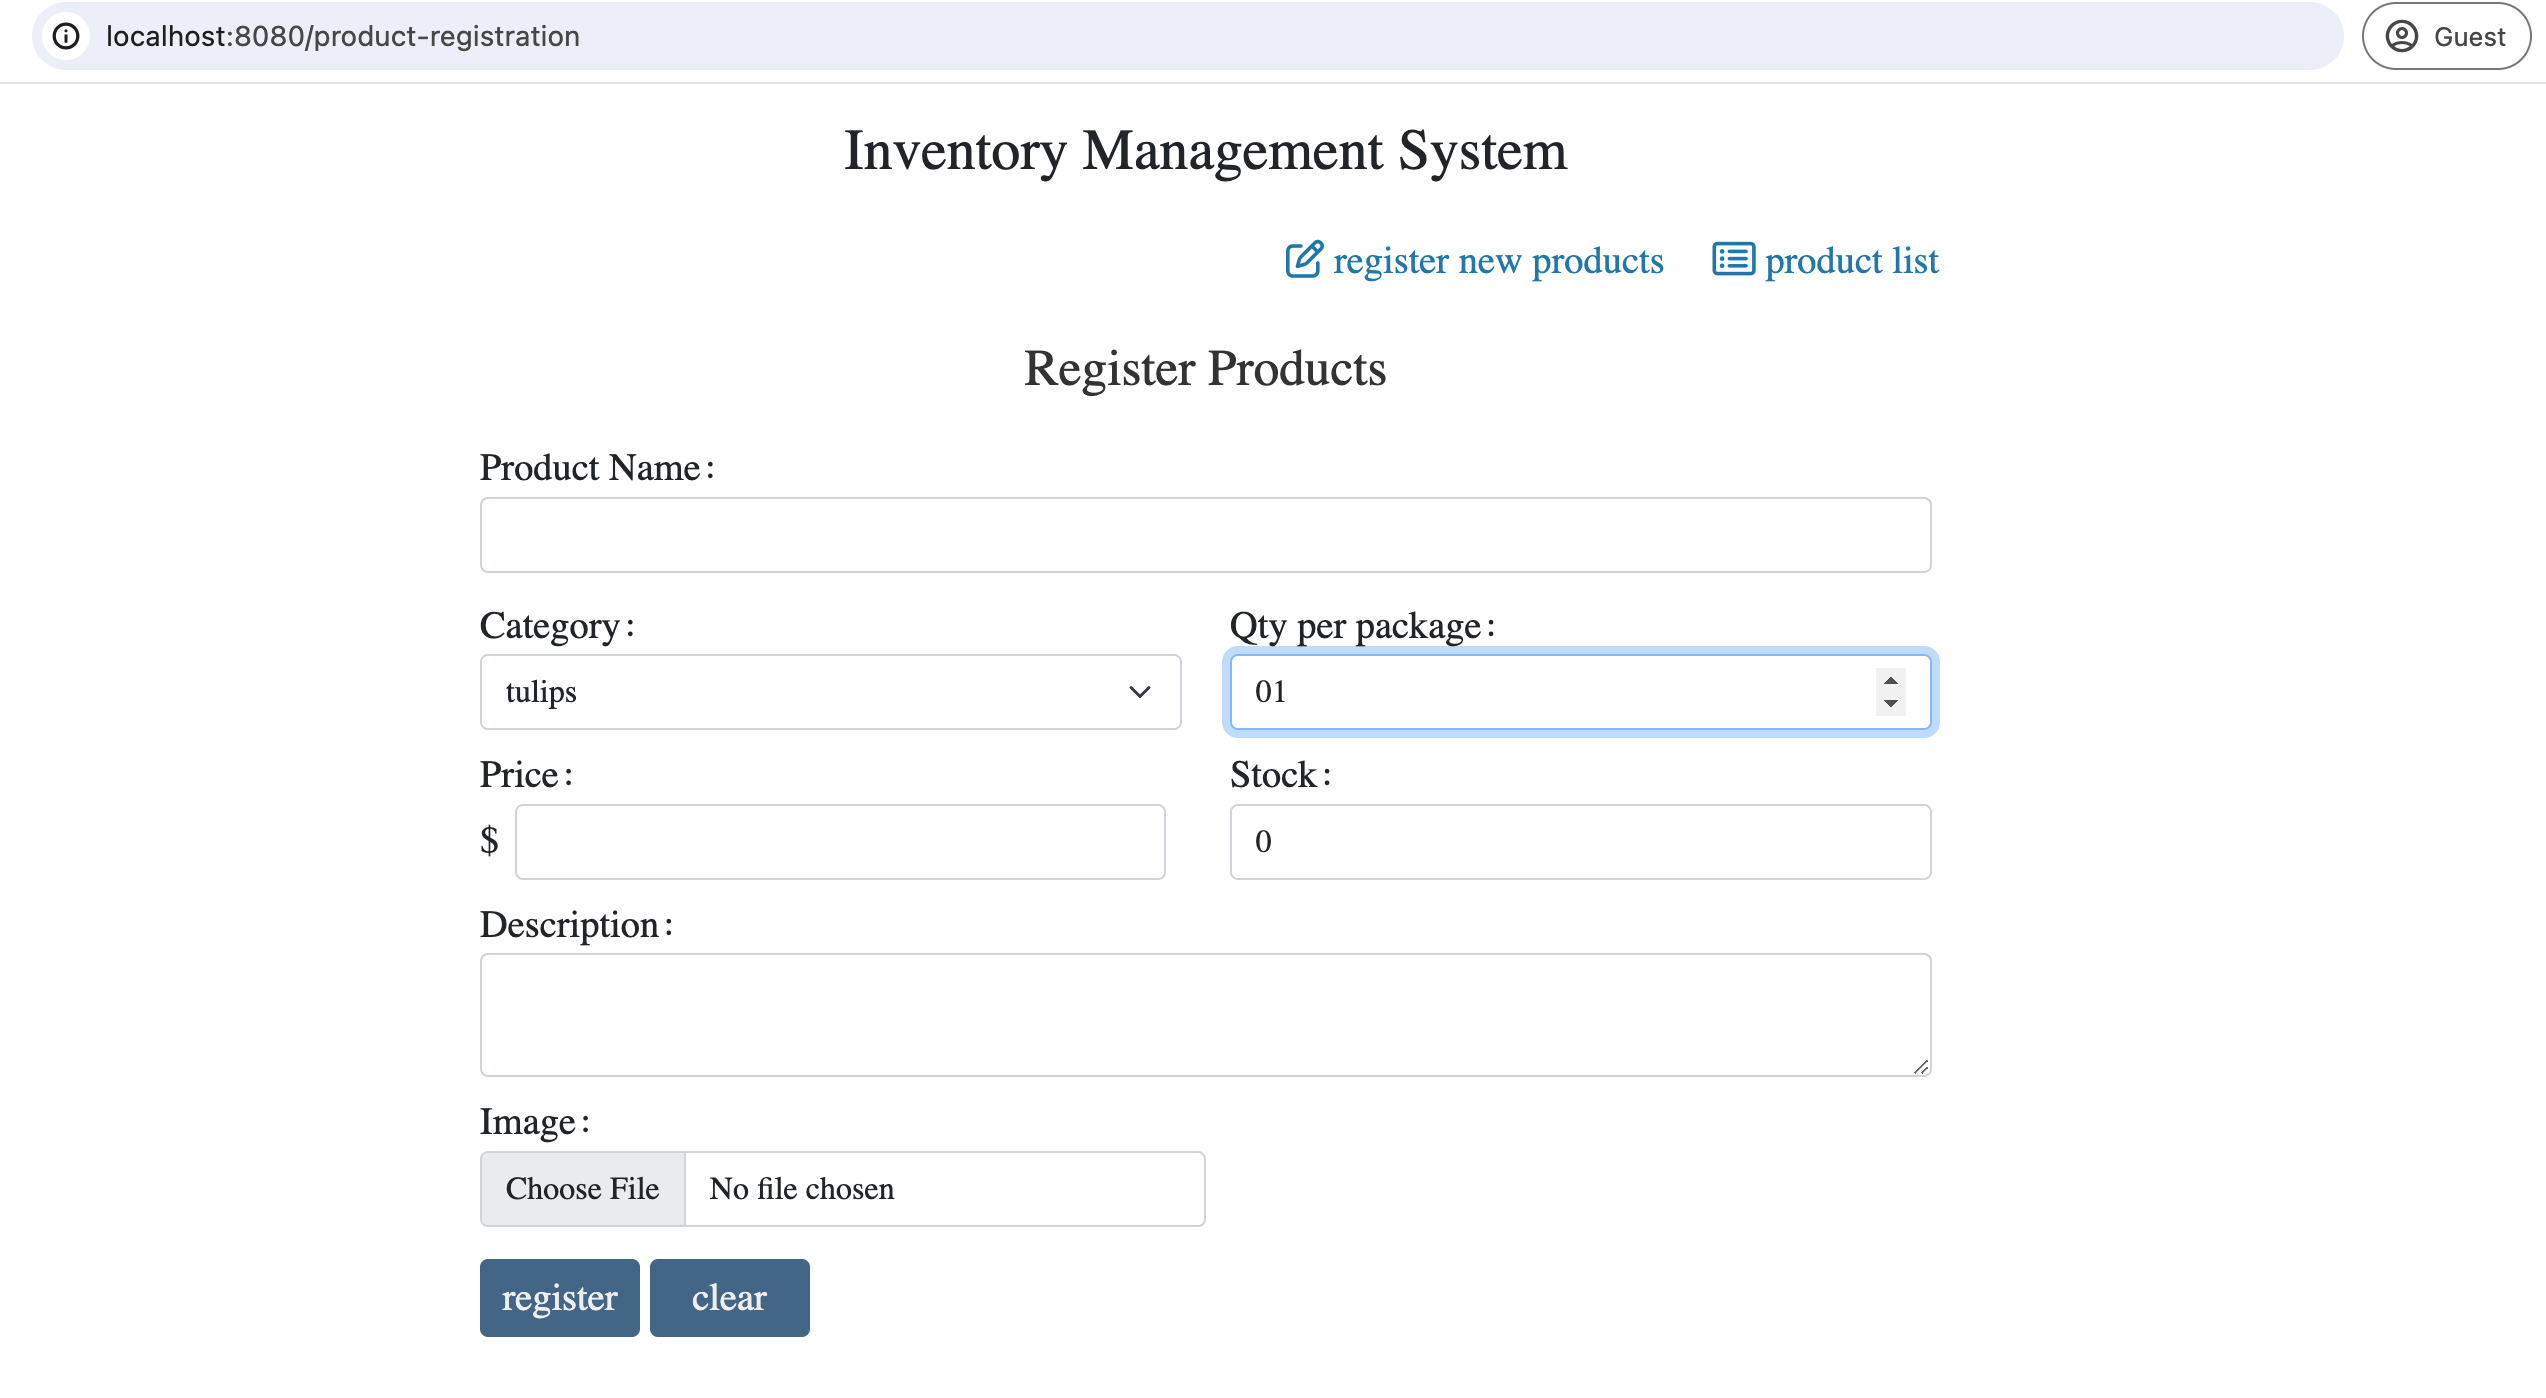 localhost:8080/product-registration
Guest
Inventory Management System
register new products product list
Register Products
Product Name:
Category: Qty per package:
tulips 01
Price: Stock:
$ 0
Description:
Image:
Choose File No file chosen
register clear